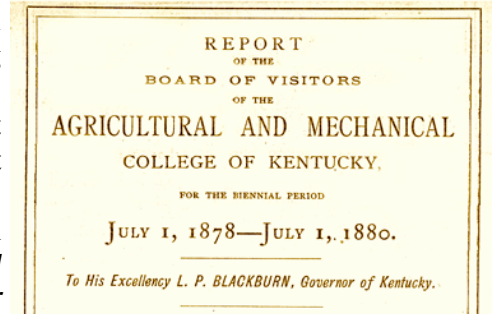 REPORT
OF THE
BOARD OF VISITORS
OF THE
AGRICULTURAL AND MECHANICAL
COLLEGE OF KENTUCKY,
FOR THE BIENNIAL PERIOD
JULY 1, 1878—JULY 1, 1880.
To His Excellency L. P. BLACKBURN, Governor of Kentucky.